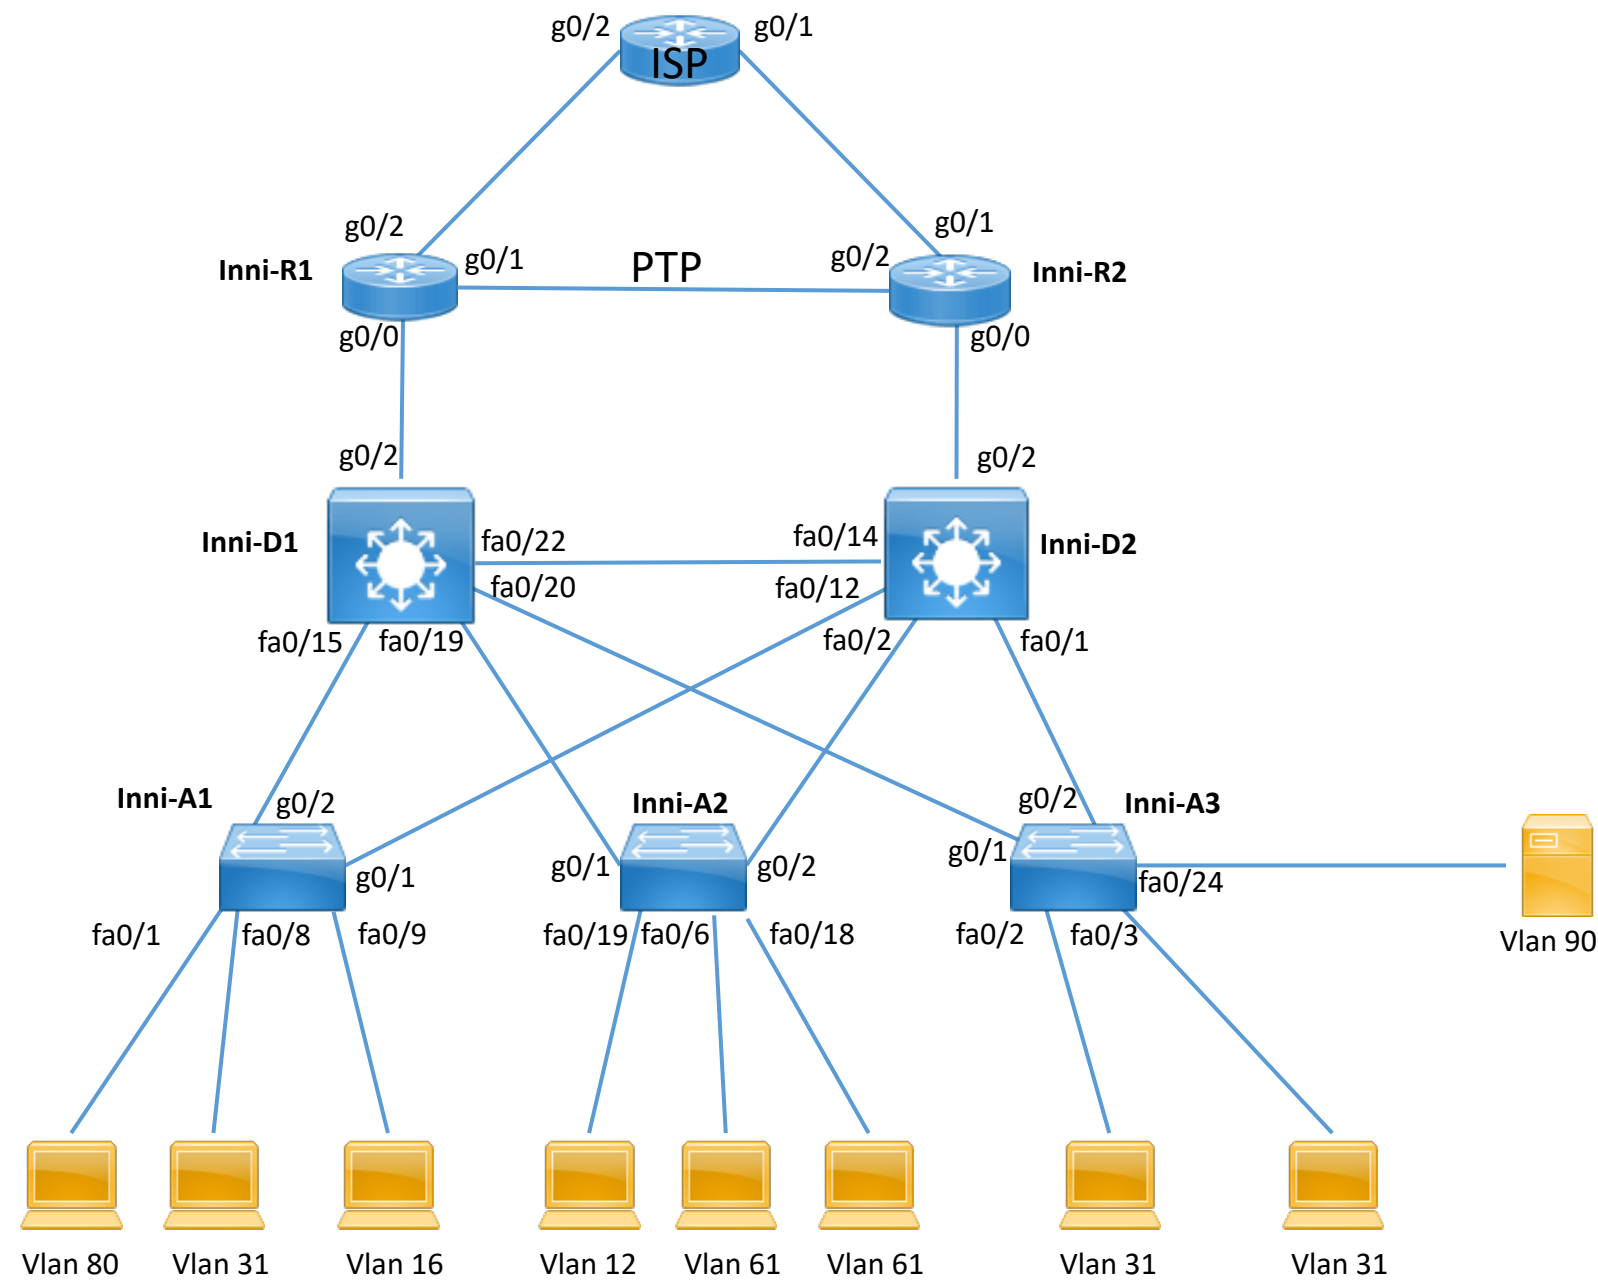 g0/2
g0/1
ISP
g0/2
g0/1
Inni-R1
g0/1
PTP
g0/2
Inni-R2
g0/0
g0/0
g0/2
g0/2
Inni-D1
fa0/22
fa0/14
Inni-D2
fa0/20
fa0/12
fa0/15
fa0/19
fa0/2
fa0/1
Inni-A1
g0/2
Inni-A2
g0/2
Inni-A3
g0/1
g0/1
g0/2
g0/1
fa0/24
fa0/1
fa0/8
fa0/9
fa0/19
fa0/6
fa0/18
fa0/2
fa0/3
Vlan 90
Vlan 80
Vlan 31
Vlan 16
Vlan 12
Vlan 61
Vlan 61
Vlan 31
Vlan 31